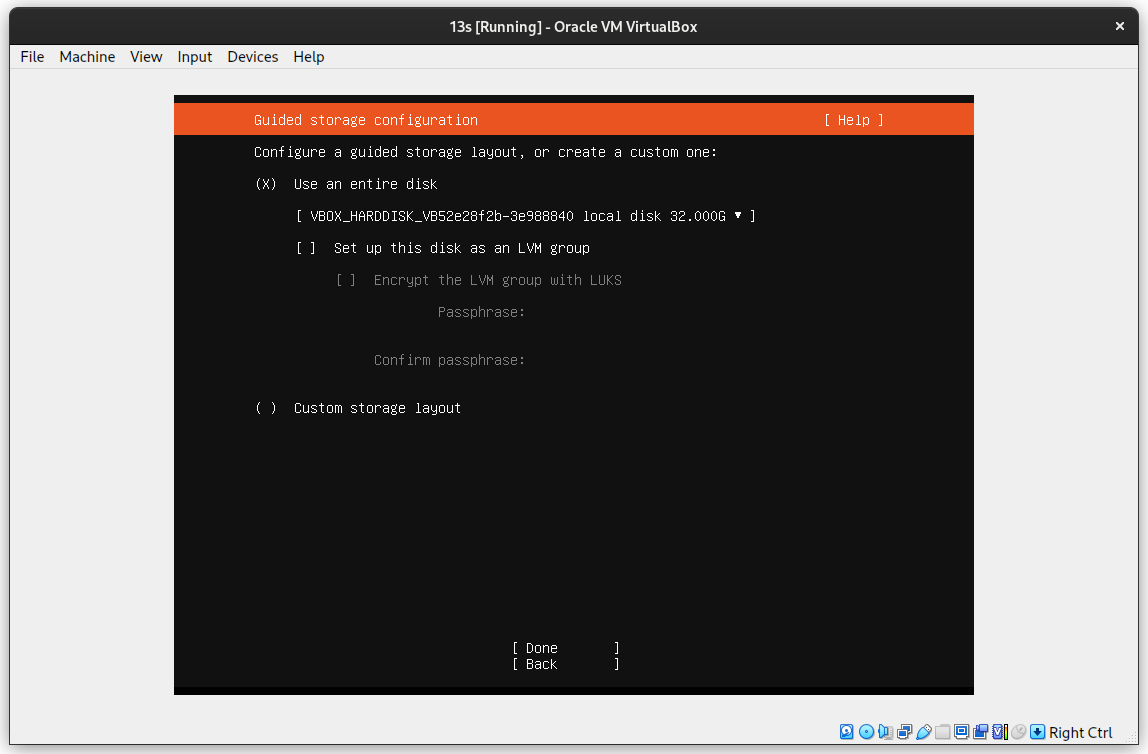 13s [Running] - Oracle VM VirtualBox
File Machine View Input Devices Help
Guided storage configuration [ Help ]
Configure a guided storage layout, or create a custom one:
(X) Use an entire disk
[ VBOX_HARDDISK_VB52e28f2b-3e988840 local disk 32.000G ▾ ]
[ ] Set up this disk as an LVM group
[ ] Encrypt the LVM group with LUKS
Passphrase:
Confirm passphrase:
( ) Custom storage layout
[ Done ]
[ Back ]
Right Ctrl